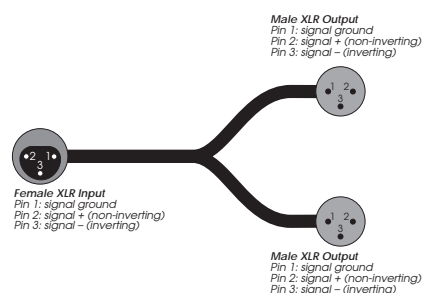 Male XLR Output
Pin 1: signal ground
Pin 2: signal + (non-inverting)
Pin 3: signal – (inverting)
1 2
3
2 1
3
Female XLR Input
Pin 1: signal ground
Pin 2: signal + (non-inverting)
Pin 3: signal – (inverting)
1 2
3
Male XLR Output
Pin 1: signal ground
Pin 2: signal + (non-inverting)
Pin 3: signal – (inverting)